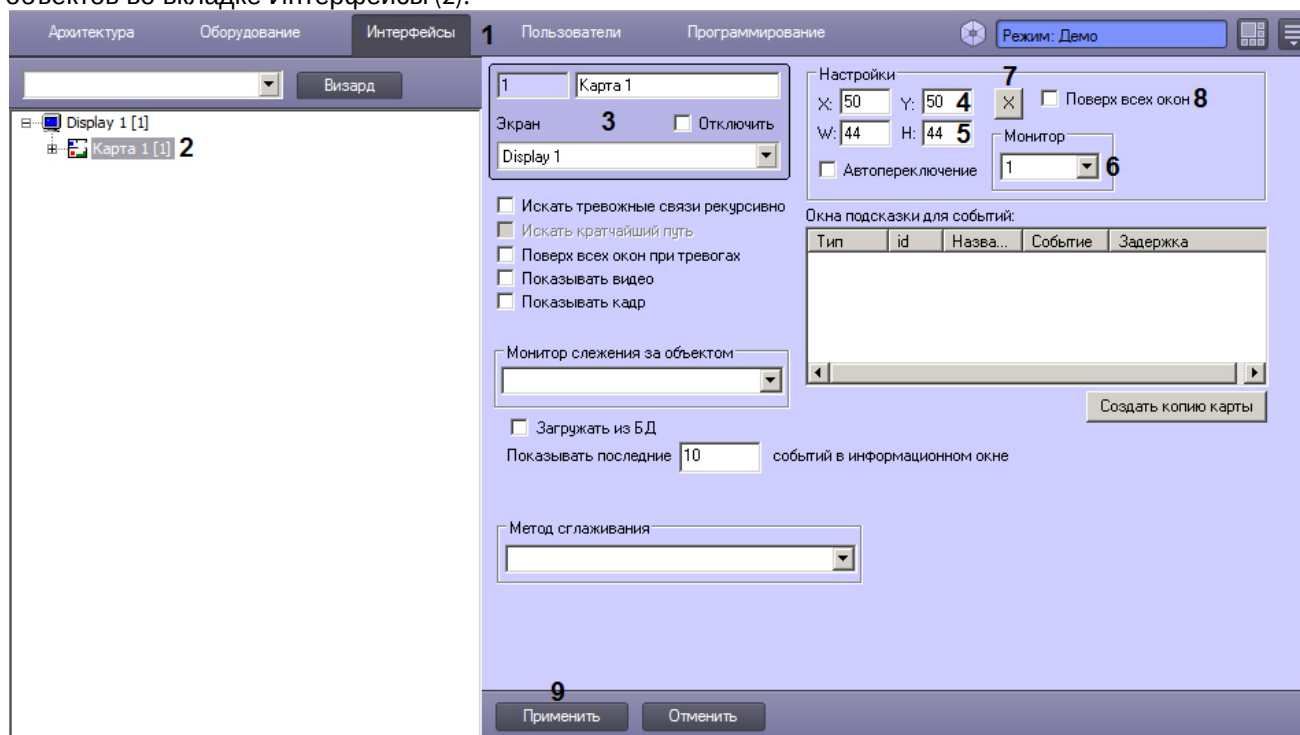 объектов во вкладке Интерфейсы (2).
Архитектура Оборудование Интерфейсы 1 Пользователи Программирование Режим: Демо
Визард
Display 1 [1]
Карта 1 [1] 2
1 Карта 1
Экран 3 Отключить
Display 1
Настройки 7
X: 50 Y: 50 4 X Поверх всех окон 8
W: 44 H: 44 5 Монитор
Автопереключение 1 6
Искать тревожные связи рекурсивно
Искать кратчайший путь
Поверх всех окон при тревогах
Показывать видео
Показывать кадр
Окна подсказки для событий:
Тип id Назва... Событие Задержка
Монитор слежения за объектом
Создать копию карты
Загружать из БД
Показывать последние 10 событий в информационном окне
Метод сглаживания
9
Применить Отменить